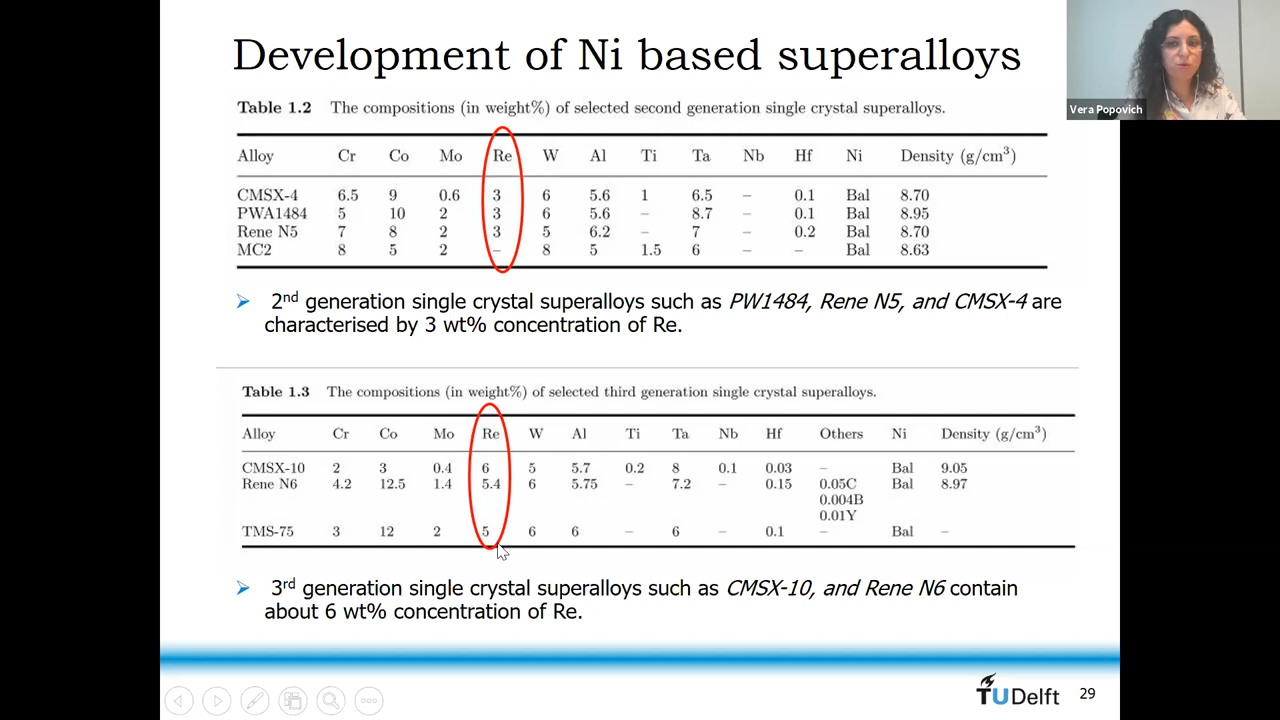 Development of Ni based superalloys
Vera Popovich
Table 1.2 The compositions (in weight%) of selected second generation single crystal superalloys.
Alloy Cr Co Mo Re W Al Ti Ta Nb Hf Ni Density (g/cm³)
CMSX-4 6.5 9 0.6 3 6 5.6 1 6.5 – 0.1 Bal 8.70
PWA1484 5 10 2 3 6 5.6 – 8.7 – 0.1 Bal 8.95
Rene N5 7 8 2 3 5 6.2 – 7 – 0.2 Bal 8.70
MC2 8 5 2 – 8 5 1.5 6 – – Bal 8.63
2nd generation single crystal superalloys such as PW1484, Rene N5, and CMSX-4 are
characterised by 3 wt% concentration of Re.
Table 1.3 The compositions (in weight%) of selected third generation single crystal superalloys.
Alloy Cr Co Mo Re W Al Ti Ta Nb Hf Others Ni Density (g/cm³)
CMSX-10 2 3 0.4 6 5 5.7 0.2 8 0.1 0.03 – Bal 9.05
Rene N6 4.2 12.5 1.4 5.4 6 5.75 – 7.2 – 0.15 0.05C Bal 8.97
0.004B
0.01Y
TMS-75 3 12 2 5 6 6 – 6 – 0.1 – Bal –
3rd generation single crystal superalloys such as CMSX-10, and Rene N6 contain
about 6 wt% concentration of Re.
TUDelft
29